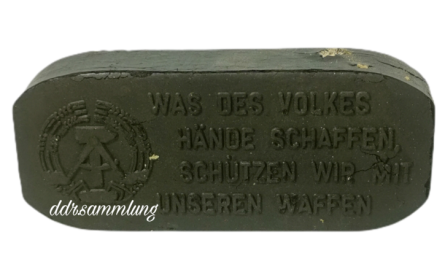 WAS DES VOLKES
HÄNDE SCHAFFEN,
SCHÜTZEN WIR MIT
UNSEREN WAFFEN
ddrsammlung